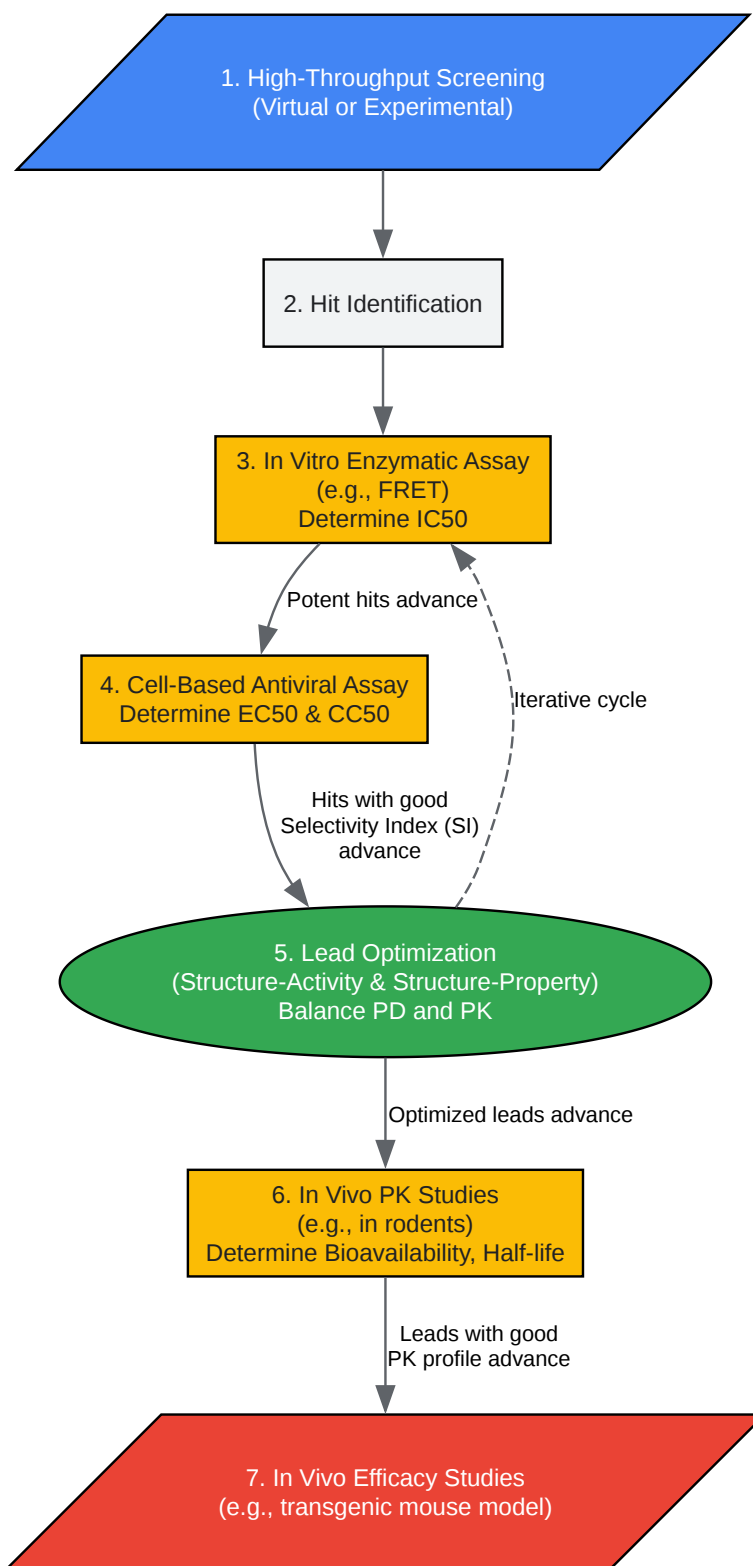 1. High-Throughput Screening
(Virtual or Experimental)
2. Hit Identification
3. In Vitro Enzymatic Assay
(e.g., FRET)
Determine IC50
Potent hits advance
4. Cell-Based Antiviral Assay
Determine EC50 & CC50
Iterative cycle
Hits with good
Selectivity Index (SI)
advance
5. Lead Optimization
(Structure-Activity & Structure-Property)
Balance PD and PK
Optimized leads advance
6. In Vivo PK Studies
(e.g., in rodents)
Determine Bioavailability, Half-life
Leads with good
PK profile advance
7. In Vivo Efficacy Studies
(e.g., transgenic mouse model)